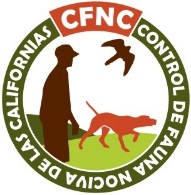 CFNC
CONTROL DE FAUNA NOCIVA DE LAS CALIFORNIAS